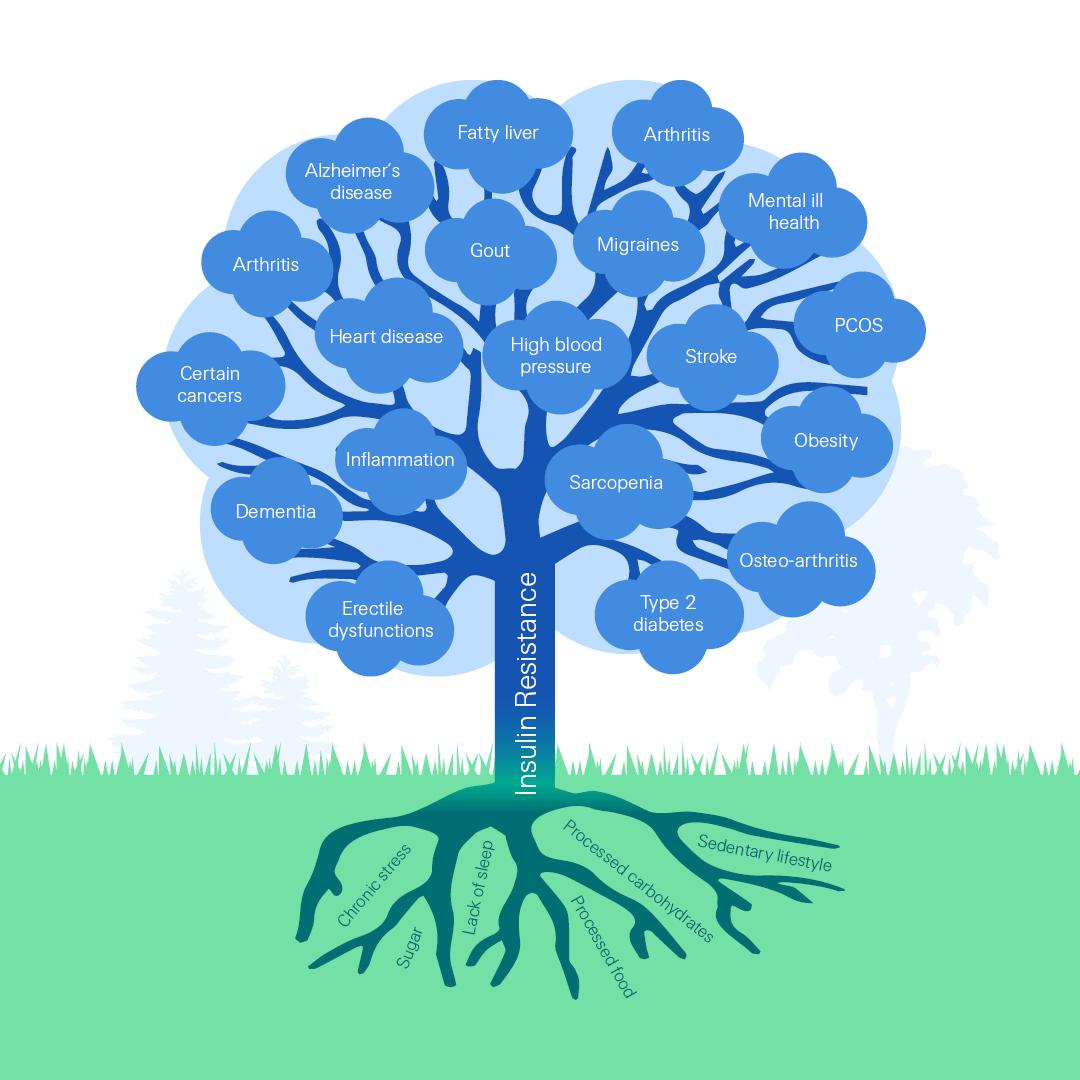 Fatty liver
Arthritis
Alzheimer's
disease
Mental ill
health
Arthritis
Gout
Migraines
Heart disease
High blood
pressure
Stroke
PCOS
Certain
cancers
Inflammation
Sarcopenia
Obesity
Dementia
Osteo-arthritis
Erectile
dysfunctions
Type 2
diabetes
Insulin Resistance
Chronic stress
Sugar
Lack of sleep
Processed food
Processed carbohydrates
Sedentary lifestyle